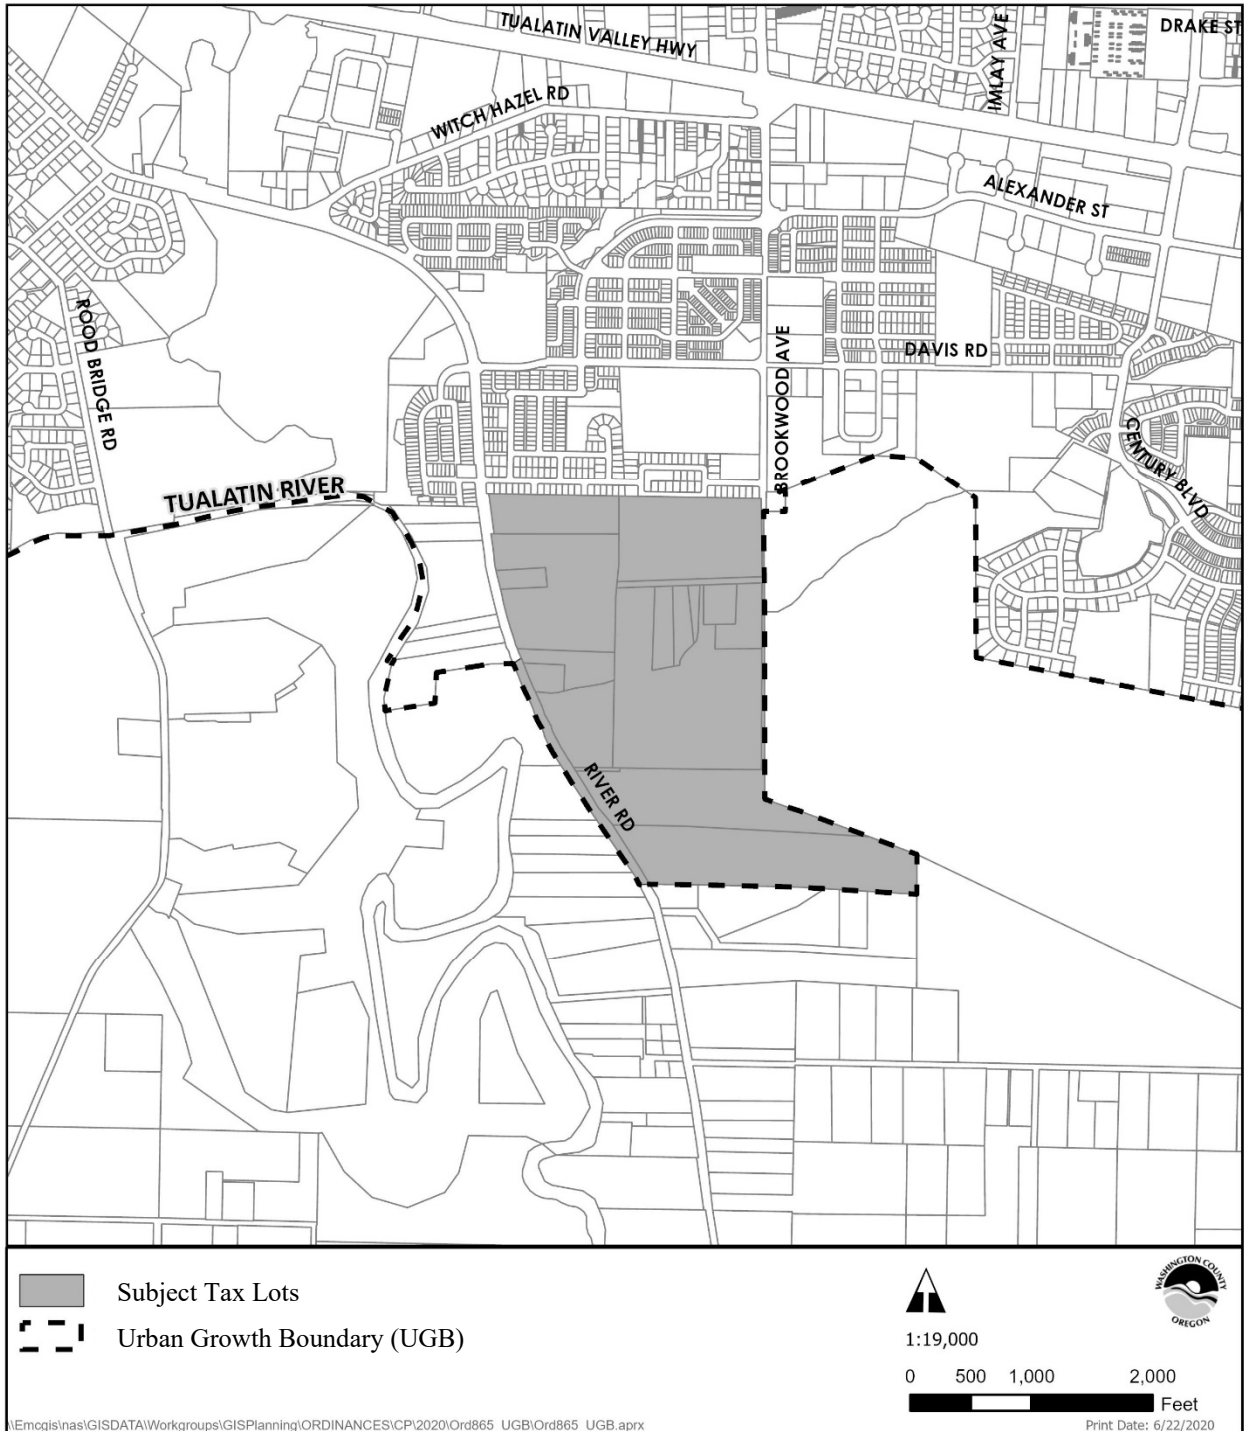 TUALATIN VALLEY HWY
IMLAY AVE
DRAKE ST
WITCH HAZEL RD
ALEXANDER ST
ROOD BRIDGE RD
BROOKWOOD AVE
DAVIS RD
CENTURY BLVD
TUALATIN RIVER
RIVER RD
Subject Tax Lots
Urban Growth Boundary (UGB)
WASHINGTON COUNTY
OREGON
1:19,000
0 500 1,000 2,000
Feet
\Emcgis\nas\GISDATA\Workgroups\GISPlanning\ORDINANCES\CP\2020\Ord865_UGB\Ord865_UGB.aprx
Print Date: 6/22/2020